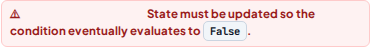 ⚠ State must be updated so the
condition eventually evaluates to False.